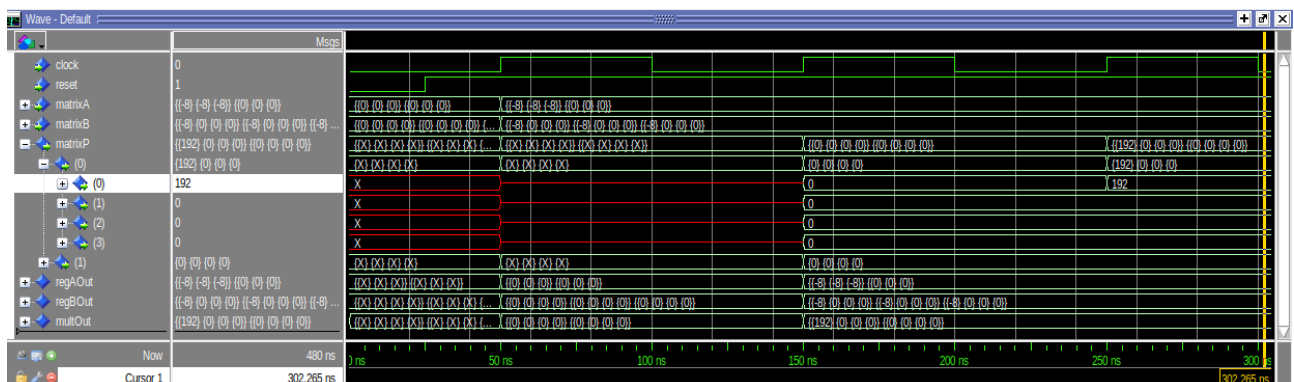 Wave - Default
Msgs
clock 0
reset 1
matrixA {{-8} {-8} {-8}} {{0} {0} {0}} {{0} {0} {0}} {{0} {0} {0}} {{-8} {-8} {-8}} {{0} {0} {0}}
matrixB {{-8} {0} {0} {0}} {{-8} {0} {0} {0}} {{-8} ... {{0} {0} {0} {0}} {{0} {0} {0} {0}} {... {{-8} {0} {0} {0}} {{-8} {0} {0} {0}} {{-8} {0} {0} {0}}
matrixP {{192} {0} {0} {0}} {{0} {0} {0} {0}} {{X} {X} {X} {X}} {{X} {X} {X} {... {{X} {X} {X} {X}} {{X} {X} {X} {X}} {{0} {0} {0} {0}} {{0} {0} {0} {0}} {{192} {0} {0} {0}} {{0} {0} {0} {0}}
(0) {192} {0} {0} {0} {X} {X} {X} {X} {X} {X} {X} {X} {0} {0} {0} {0} {192} {0} {0} {0}
(0) 192 X 0 192
(1) 0 X 0
(2) 0 X 0
(3) 0 X 0
(1) {0} {0} {0} {0} {X} {X} {X} {X} {X} {X} {X} {X} {0} {0} {0} {0}
regAOut {{-8} {-8} {-8}} {{0} {0} {0}} {{X} {X} {X}} {{X} {X} {X}} {{0} {0} {0}} {{0} {0} {0}} {{-8} {-8} {-8}} {{0} {0} {0}}
regBOut {{-8} {0} {0} {0}} {{-8} {0} {0} {0}} {{-8} ... {{X} {X} {X} {X}} {{X} {X} {X} {... {{0} {0} {0} {0}} {{0} {0} {0} {0}} {{0} {0} {0} {0}} {{-8} {0} {0} {0}} {{-8} {0} {0} {0}} {{-8} {0} {0} {0}}
multOut {{192} {0} {0} {0}} {{0} {0} {0} {0}} {{X} {X} {X} {X}} {{X} {X} {X} {... {{0} {0} {0} {0}} {{0} {0} {0} {0}} {{192} {0} {0} {0}} {{0} {0} {0} {0}}
Now 480 ns ns 50 ns 100 ns 150 ns 200 ns 250 ns 300
Cursor 1 302.265 ns 302.265 ns